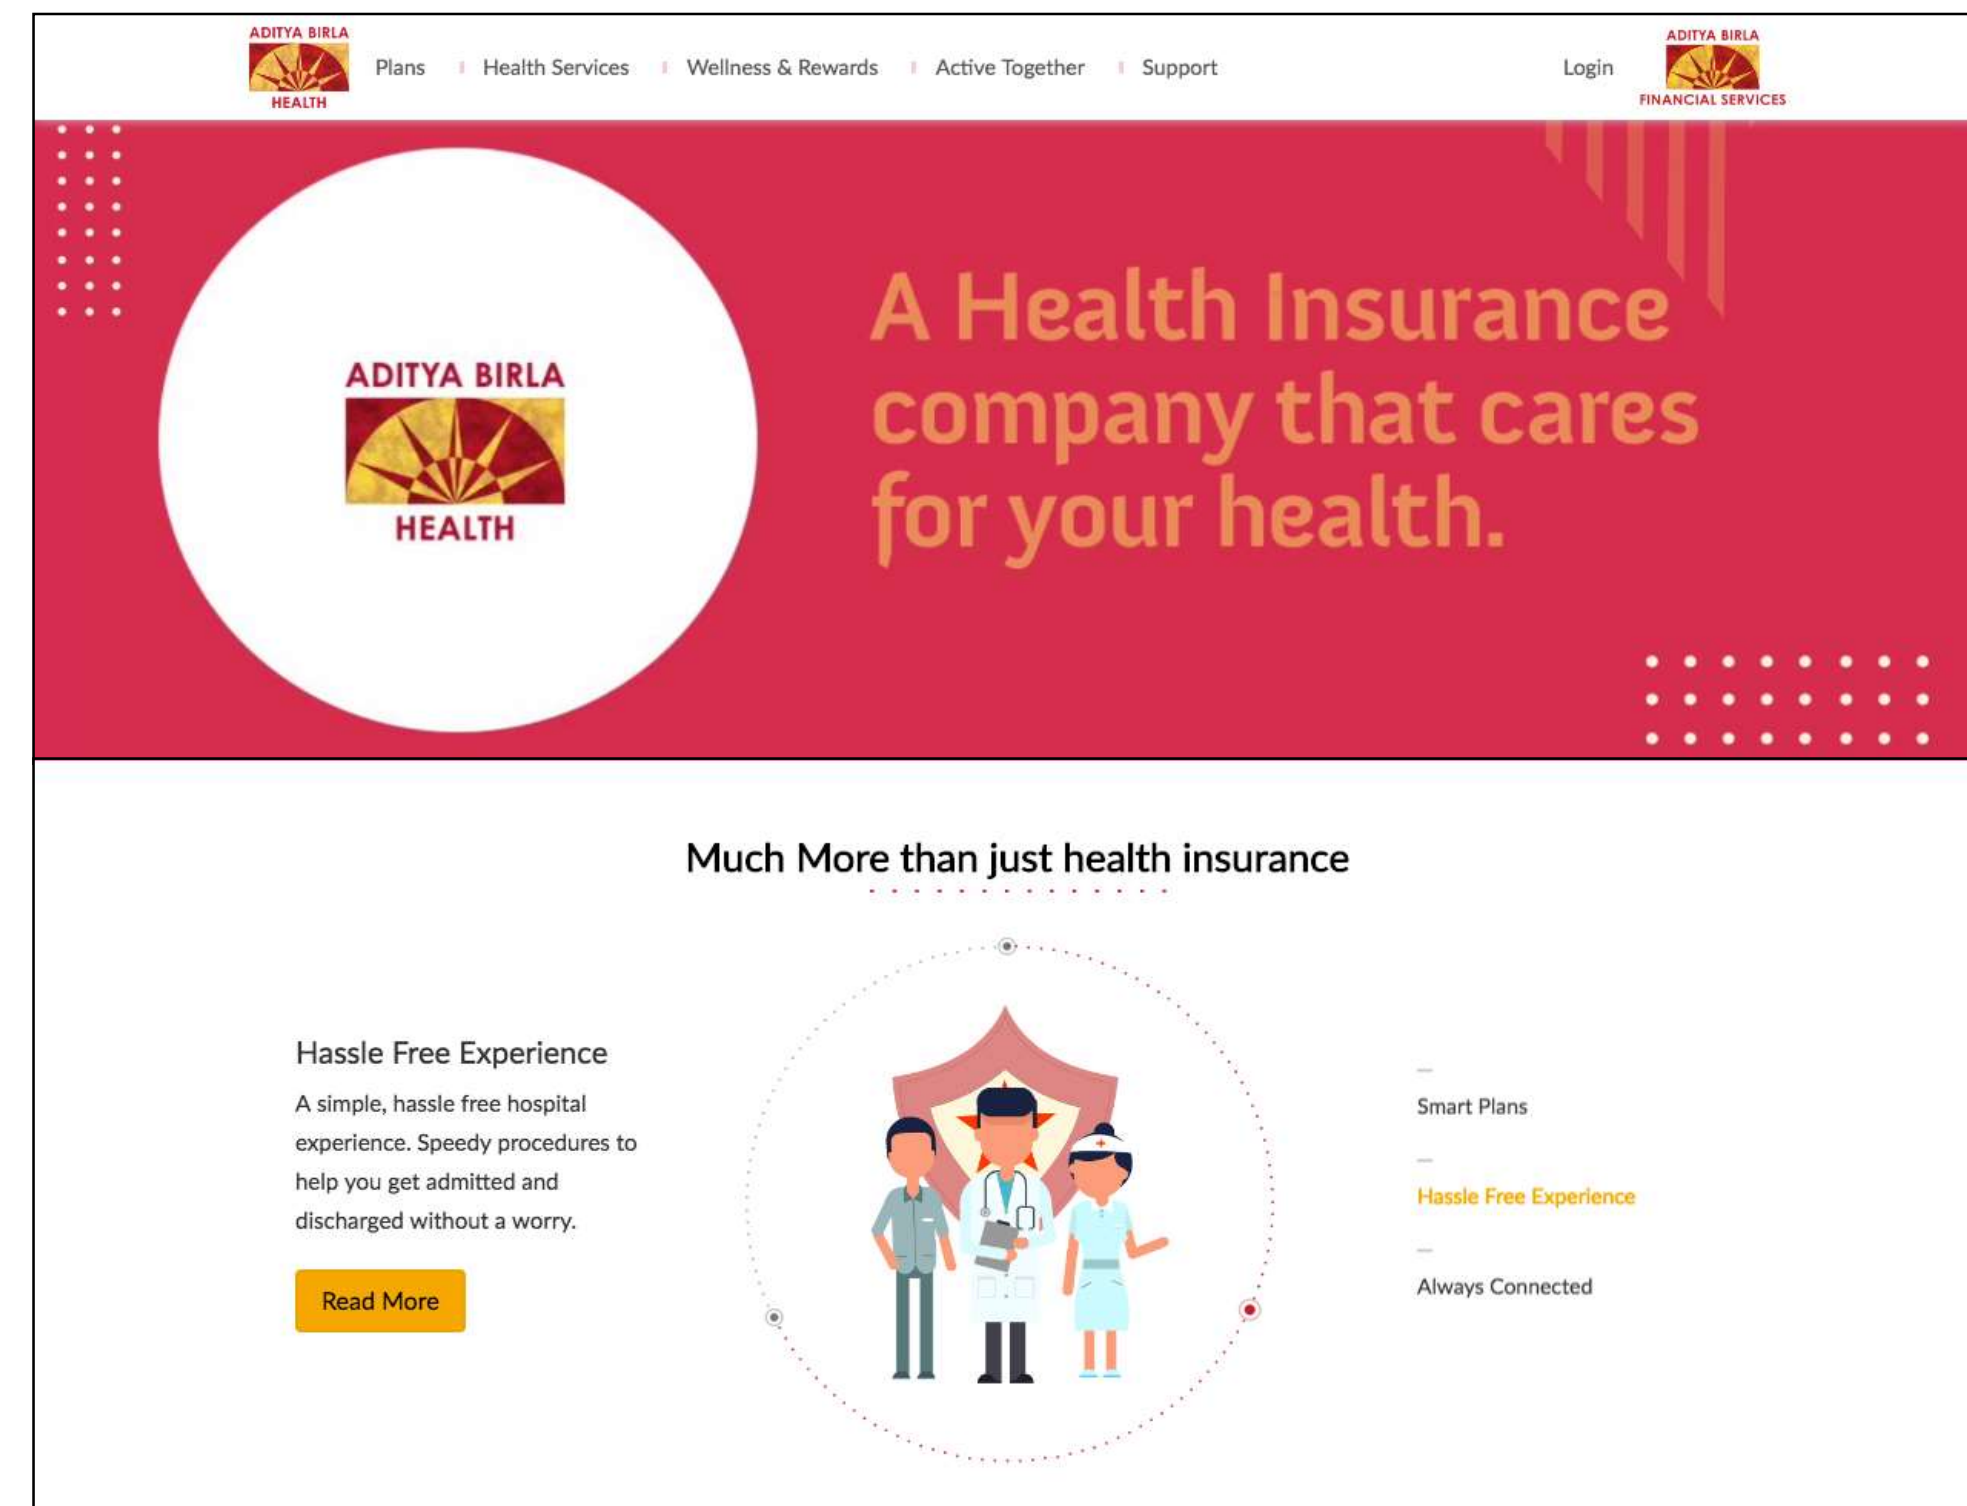 ADITYA BIRLA
HEALTH
Plans
Health Services
Wellness & Rewards
Active Together
Support
Login
ADITYA BIRLA
FINANCIAL SERVICES
ADITYA BIRLA
HEALTH
A Health Insurance
company that cares
for your health.
Much More than just health insurance
Hassle Free Experience
A simple, hassle free hospital
experience. Speedy procedures to
help you get admitted and
discharged without a worry.
Read More
Smart Plans
Hassle Free Experience
Always Connected